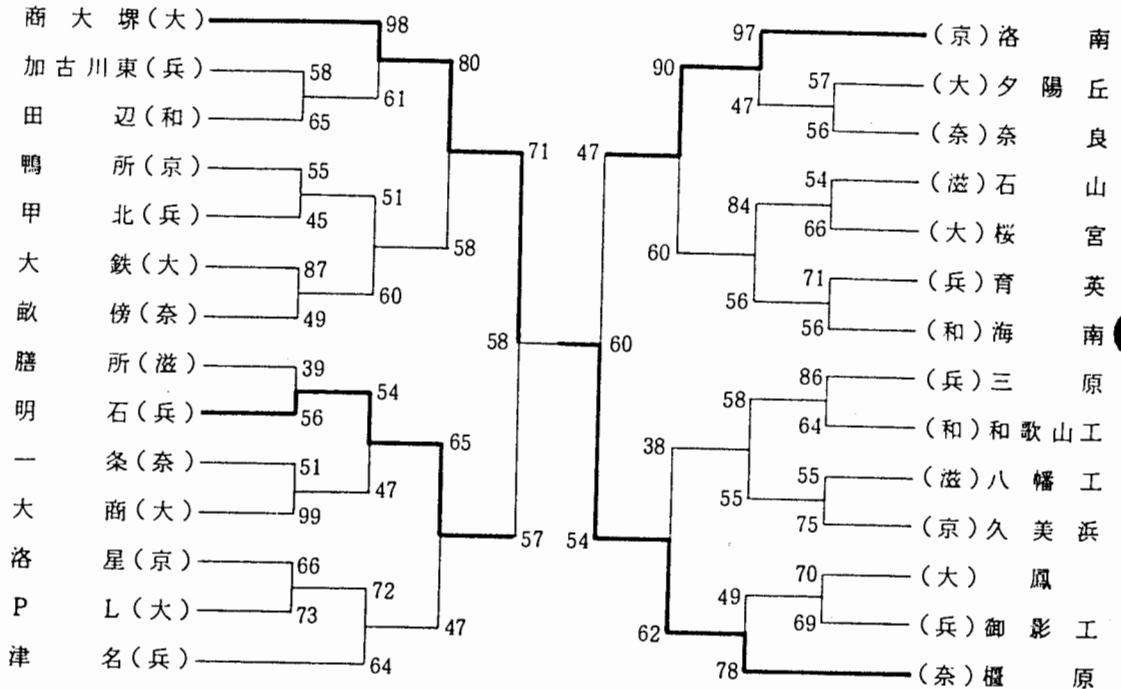 商大堺(大)
加古川東(兵)
田辺(和)
鴨所(京)
甲北(兵)
大鉄(大)
畝傍(奈)
膳所(滋)
明石(兵)
一条(奈)
大商(大)
洛星(京)
PL(大)
津名(兵)
98
58
65
55
45
87
49
39
56
51
99
66
73
61
51
60
54
47
72
64
80
58
65
47
71
57
58
60
47
54
90
60
38
62
97
47
84
56
58
55
49
78
57
56
54
66
71
56
86
64
55
75
70
69
(京)洛南
(大)夕陽丘
(奈)奈良
(滋)石山
(大)桜宮
(兵)育英
(和)海南
(兵)三原
(和)和歌山工
(滋)八幡工
(京)久美浜
(大)鳳
(兵)御影工
(奈)橿原